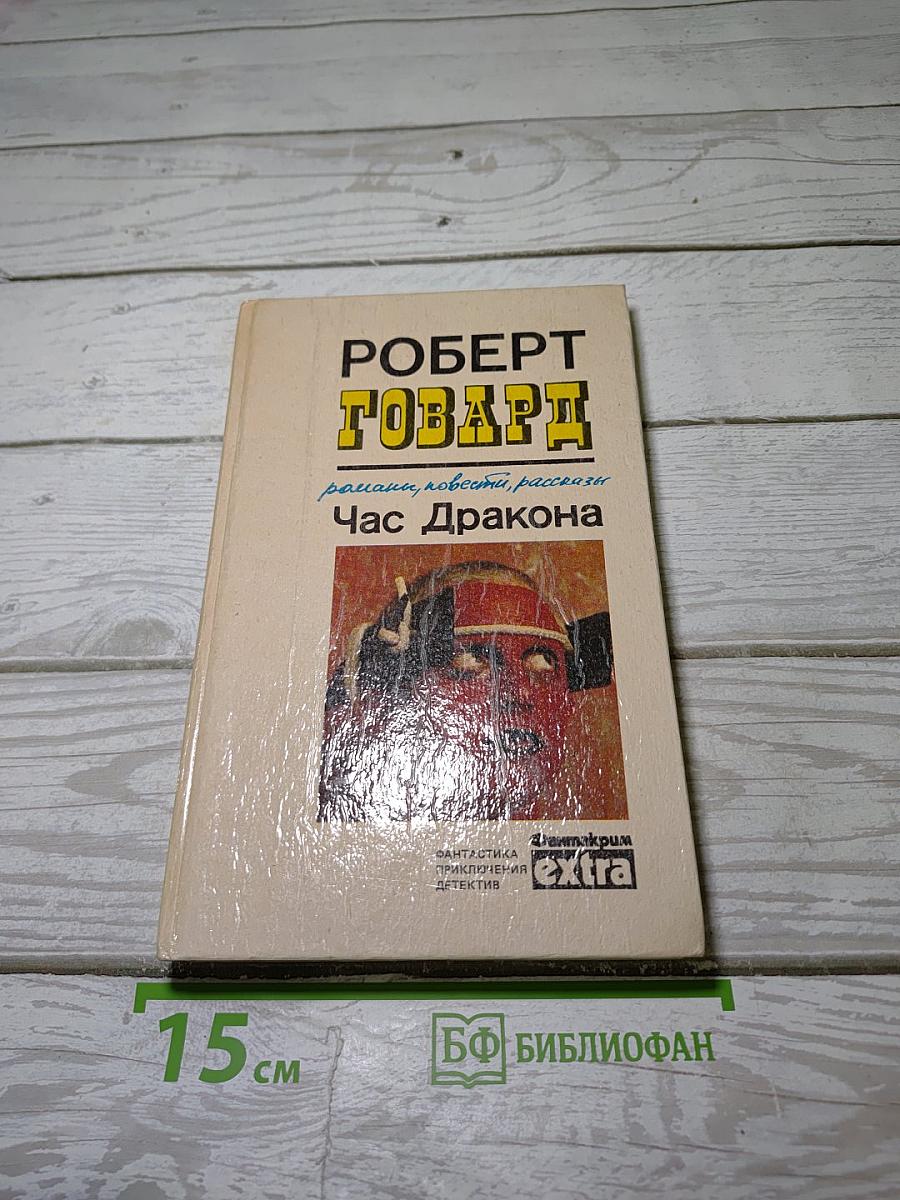 РОБЕРТ
ГОВАРД
романы, повести, рассказы
Час Дракона
Фантакрим
extra
ФАНТАСТИКА
ПРИКЛЮЧЕНИЯ
ДЕТЕКТИВ
15 см
БФ БИБЛИОФАН